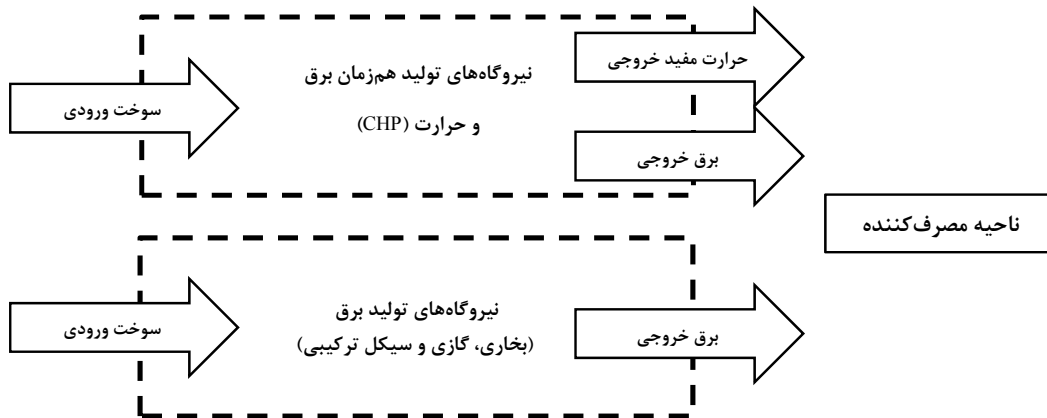 حرارت مفید خروجی
نیروگاه‌های تولید هم‌زمان برق
و حرارت (CHP)
سوخت ورودی
برق خروجی
ناحیه مصرف‌کننده
نیروگاه‌های تولید برق
(بخاری، گازی و سیکل ترکیبی)
سوخت ورودی
برق خروجی